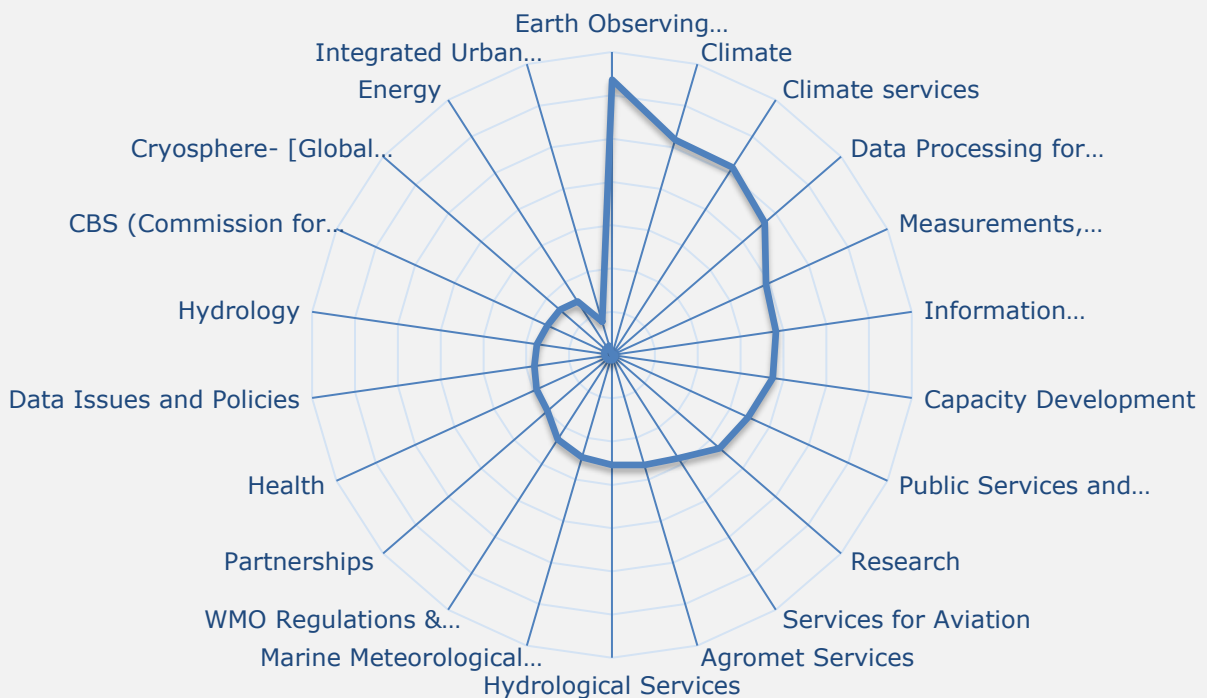 Earth Observing…
Climate
Climate services
Data Processing for…
Measurements,…
Information…
Capacity Development
Public Services and…
Research
Services for Aviation
Agromet Services
Hydrological Services
Marine Meteorological…
WMO Regulations &…
Partnerships
Health
Data Issues and Policies
Hydrology
CBS (Commission for…
Cryosphere- [Global…
Energy
Integrated Urban…